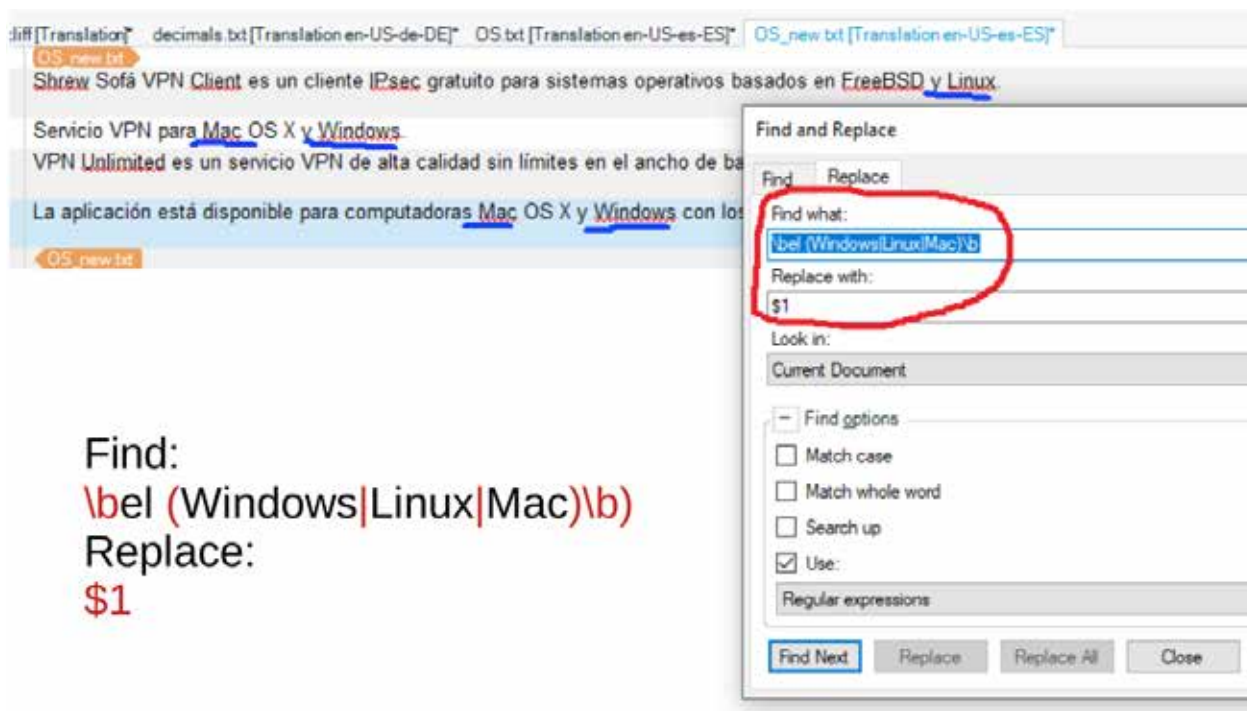 liff [Translation]* decimals.txt [Translation en-US-de-DE]* OS.txt [Translation en-US-es-ES]* OS_new.txt [Translation en-US-es-ES]*
OS_new.txt
Shrew Sofá VPN Client es un cliente IPsec gratuito para sistemas operativos basados en FreeBSD y Linux.
Servicio VPN para Mac OS X y Windows.
VPN Unlimited es un servicio VPN de alta calidad sin límites en el ancho de ba
La aplicación está disponible para computadoras Mac OS X y Windows con los
OS_new.txt
Find and Replace
Find Replace
Find what:
\bel (Windows|Linux|Mac)\b
Replace with:
$1
Look in:
Current Document
− Find options
Match case
Match whole word
Search up
Use:
Regular expressions
Find Next Replace Replace All Close
Find:
\bel (Windows|Linux|Mac)\b)
Replace:
$1